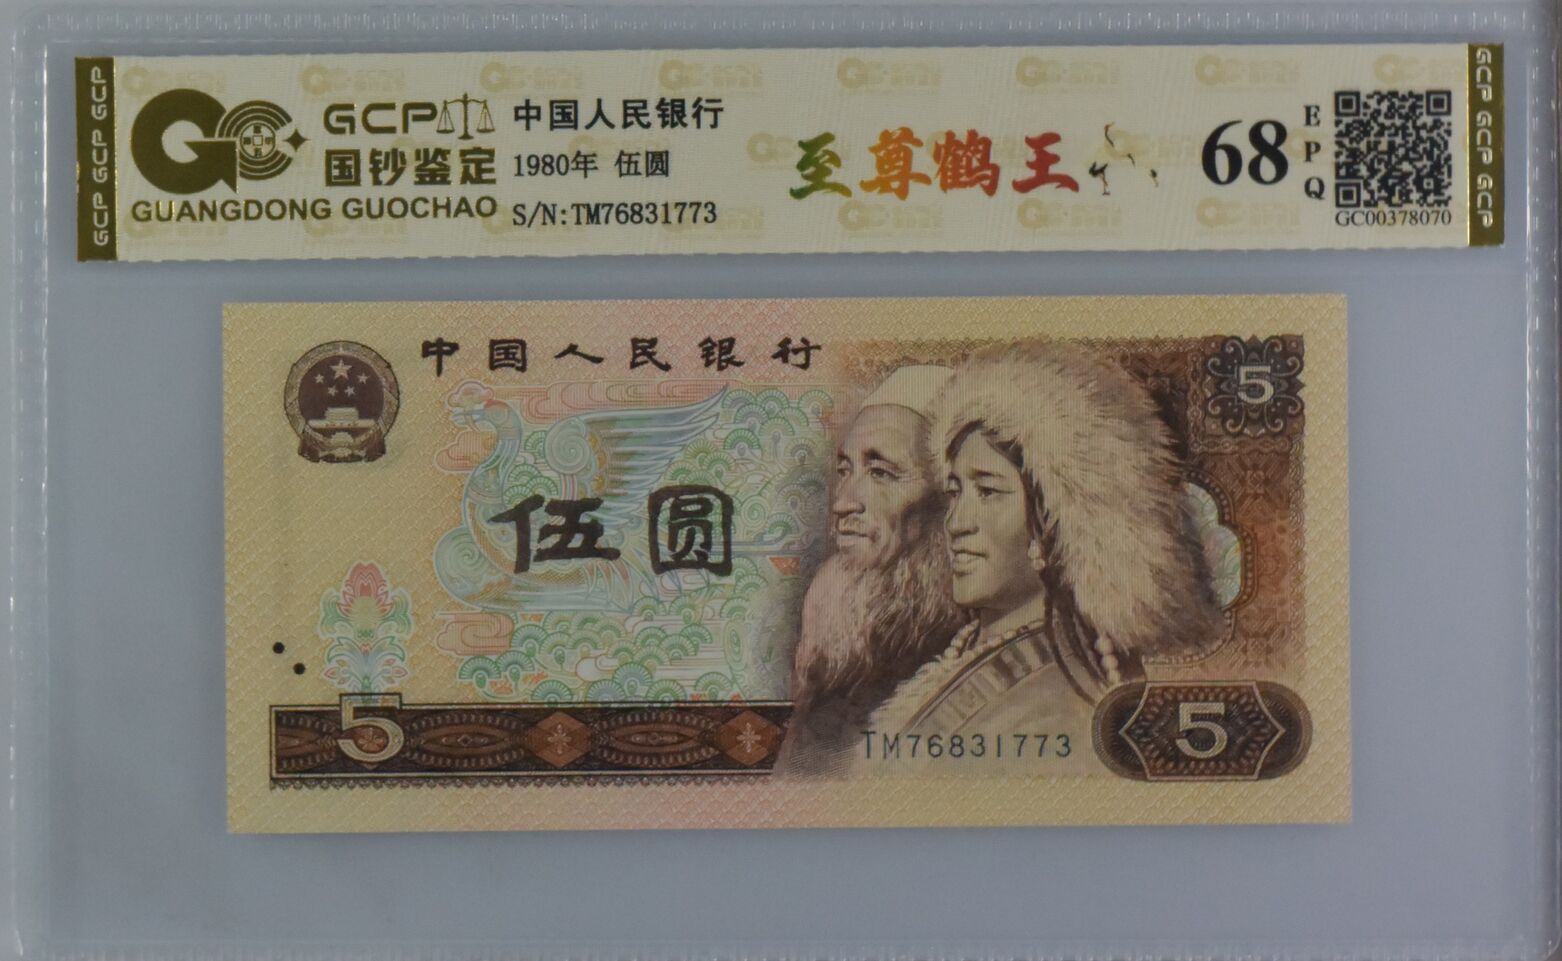 GCP GCP GCP
GCP
国钞鉴定
GUANGDONG GUOCHAO
中国人民银行
1980年 伍圆
S/N:TM76831773
至尊鹤王
68
EPQ
GC00378070
GCP GCP GCP
中国人民银行
5
伍圆
5
TM76831773
5